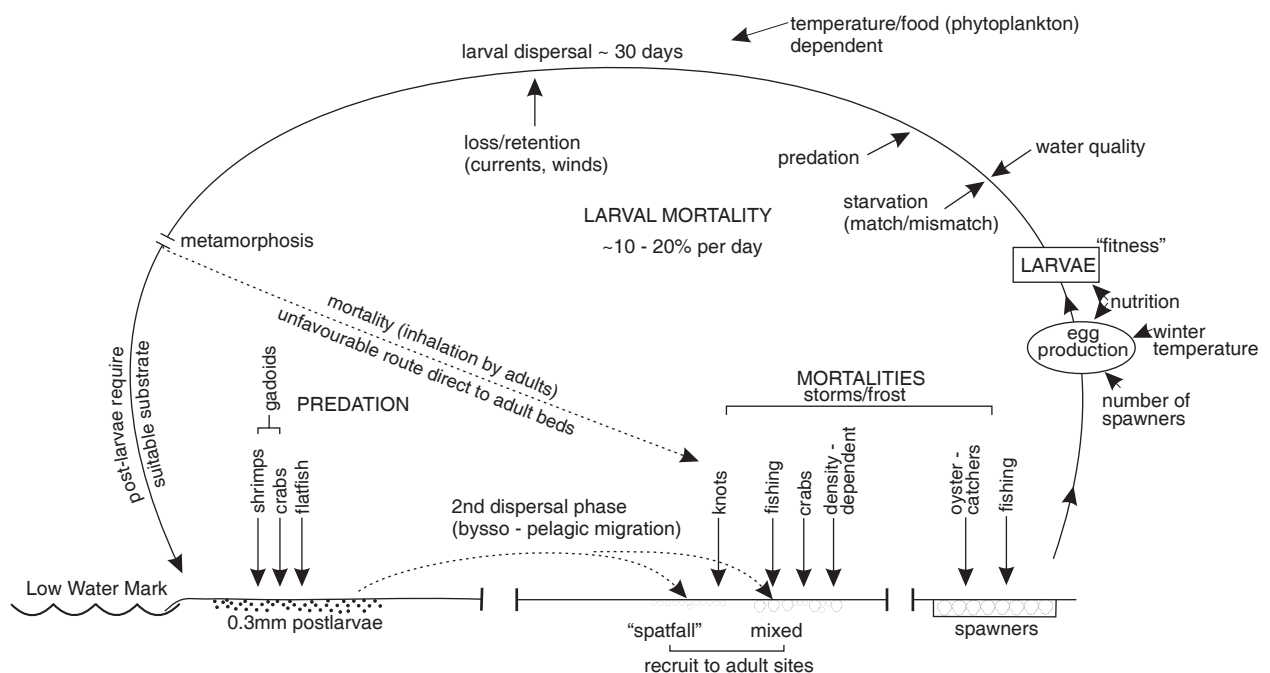 temperature/food (phytoplankton)
dependent
larval dispersal ~ 30 days
loss/retention
(currents, winds)
predation
water quality
starvation
(match/mismatch)
LARVAL MORTALITY
~10 - 20% per day
metamorphosis
"fitness"
LARVAE
nutrition
egg
production
winter
temperature
number of
spawners
mortality (inhalation by adults)
unfavourable route direct to adult beds
post-larvae require
suitable substrate
gadoids
PREDATION
shrimps
crabs
flatfish
MORTALITIES
storms/frost
knots
fishing
crabs
density -
dependent
oyster -
catchers
fishing
2nd dispersal phase
(bysso - pelagic migration)
Low Water Mark
0.3mm postlarvae
"spatfall"
mixed
recruit to adult sites
spawners